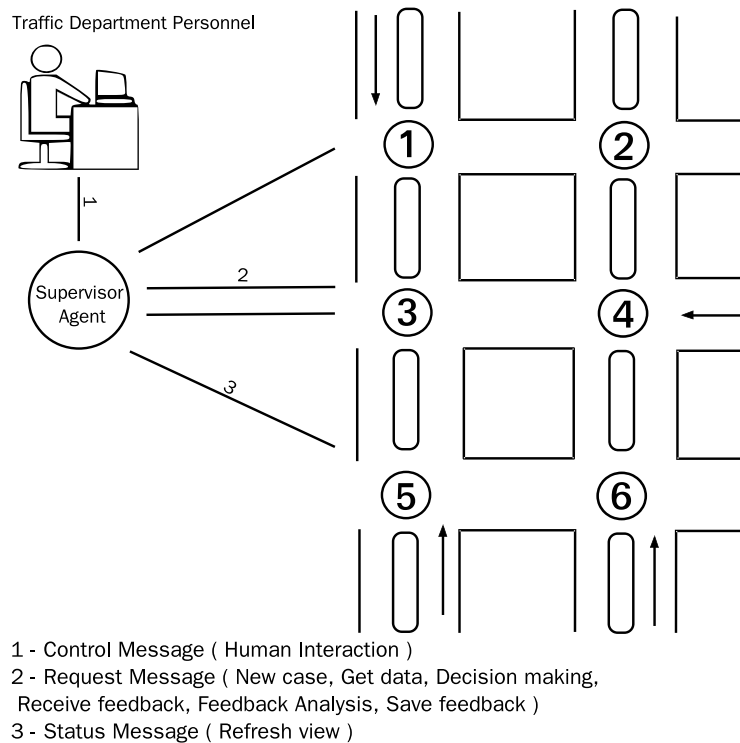 Traffic Department Personnel
1
Supervisor
Agent
2
3
1
2
3
4
5
6
1 - Control Message ( Human Interaction )
2 - Request Message ( New case, Get data, Decision making,
Receive feedback, Feedback Analysis, Save feedback )
3 - Status Message ( Refresh view )